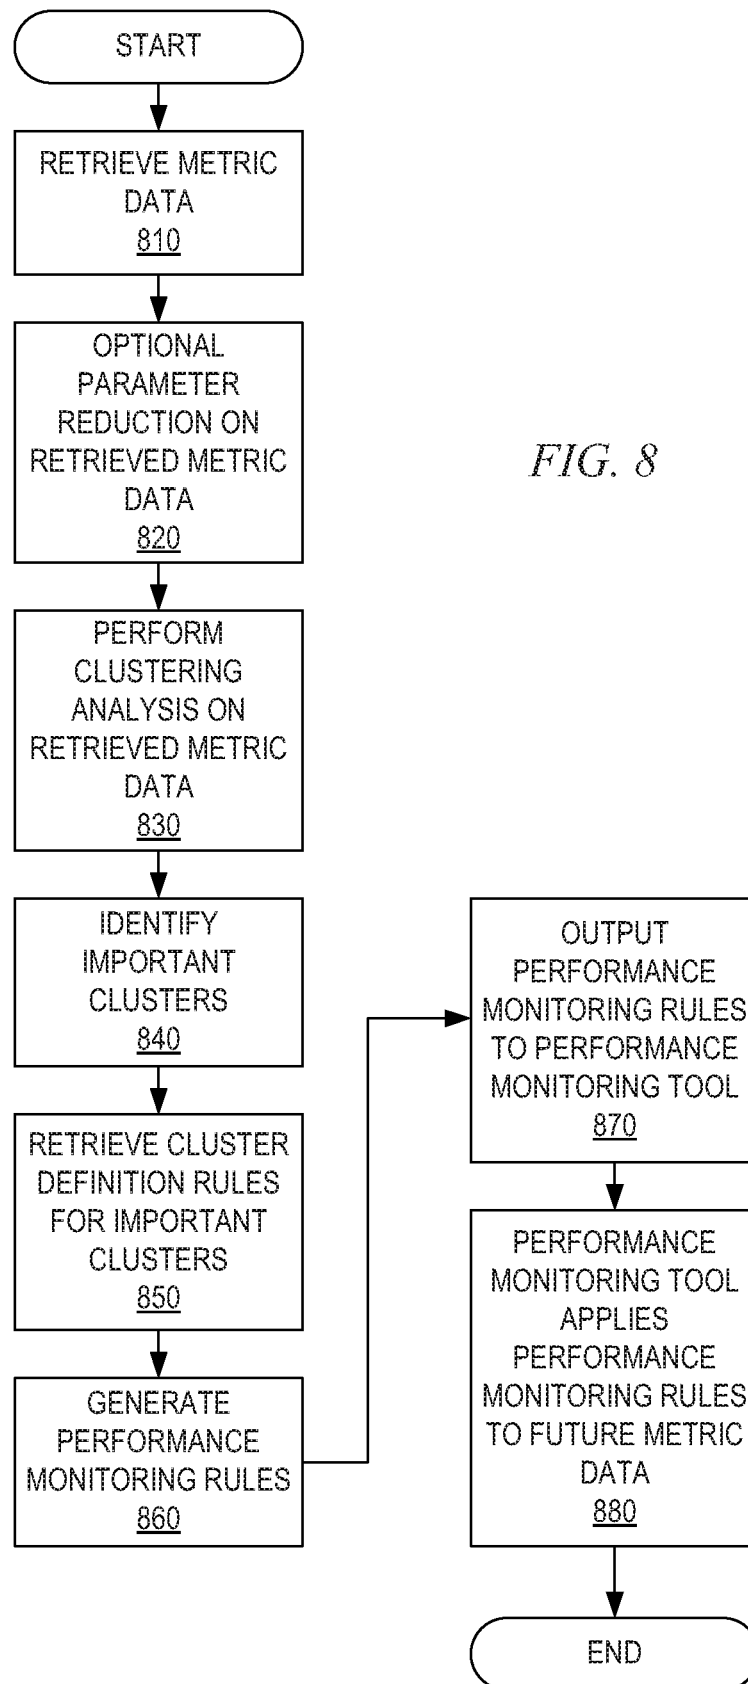 START
RETRIEVE METRIC
DATA
810
OPTIONAL
PARAMETER
REDUCTION ON
RETRIEVED METRIC
DATA
820
PERFORM
CLUSTERING
ANALYSIS ON
RETRIEVED METRIC
DATA
830
IDENTIFY
IMPORTANT
CLUSTERS
840
RETRIEVE CLUSTER
DEFINITION RULES
FOR IMPORTANT
CLUSTERS
850
GENERATE
PERFORMANCE
MONITORING RULES
860
FIG. 8
OUTPUT
PERFORMANCE
MONITORING RULES
TO PERFORMANCE
MONITORING TOOL
870
PERFORMANCE
MONITORING TOOL
APPLIES
PERFORMANCE
MONITORING RULES
TO FUTURE METRIC
DATA
880
END